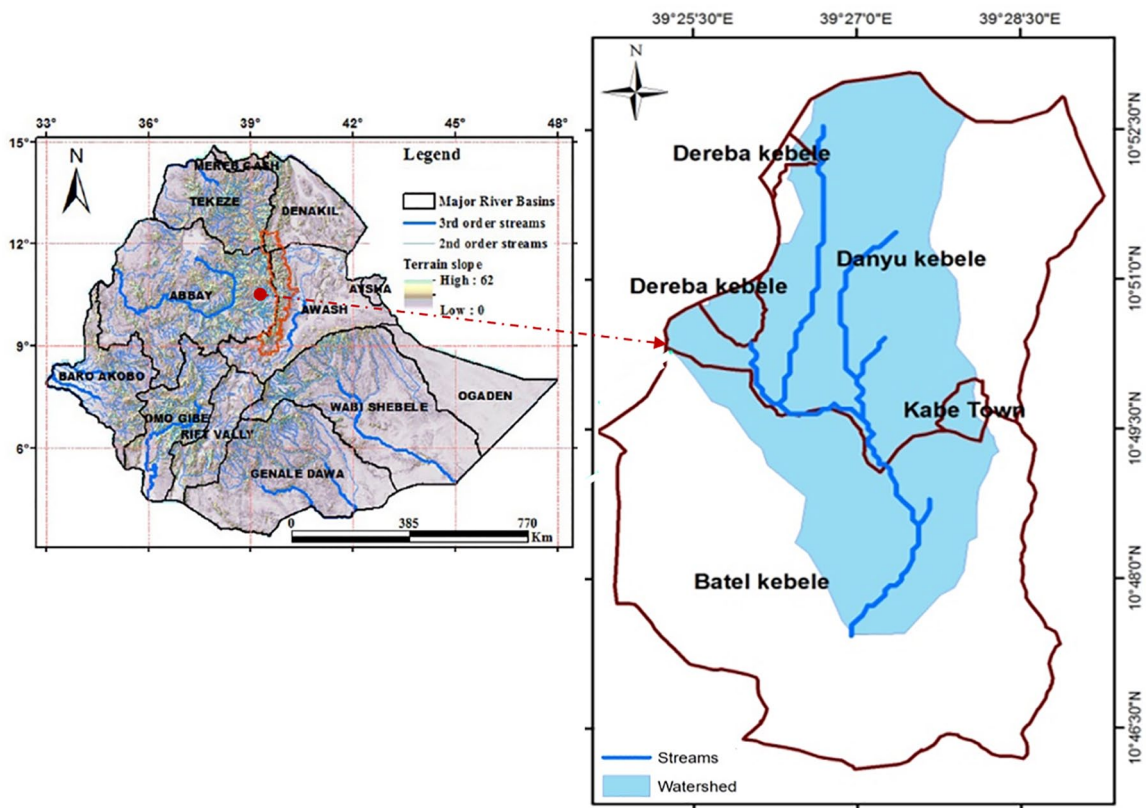 33°
36°
39°
42°
45°
48°
15°
12°
9°
6°
N
Legend
Major River Basins
3rd order streams
2nd order streams
Terrain slope
High : 62
Low : 0
MEREB GASH
TEKEZE
DENAKIL
ABBAY
AYSHA
AWASH
BAKO AKOBO
OMO GIBE
RIFT VALLY
WABI SHEBELE
OGADEN
GENALE DAWA
0 385 770
Km
39°25'30"E
39°27'0"E
39°28'30"E
N
Dereba kebele
Danyu kebele
Dereba kebele
Kabe Town
Batel kebele
10°52'30"N
10°51'0"N
10°49'30"N
10°48'0"N
10°46'30"N
Streams
Watershed